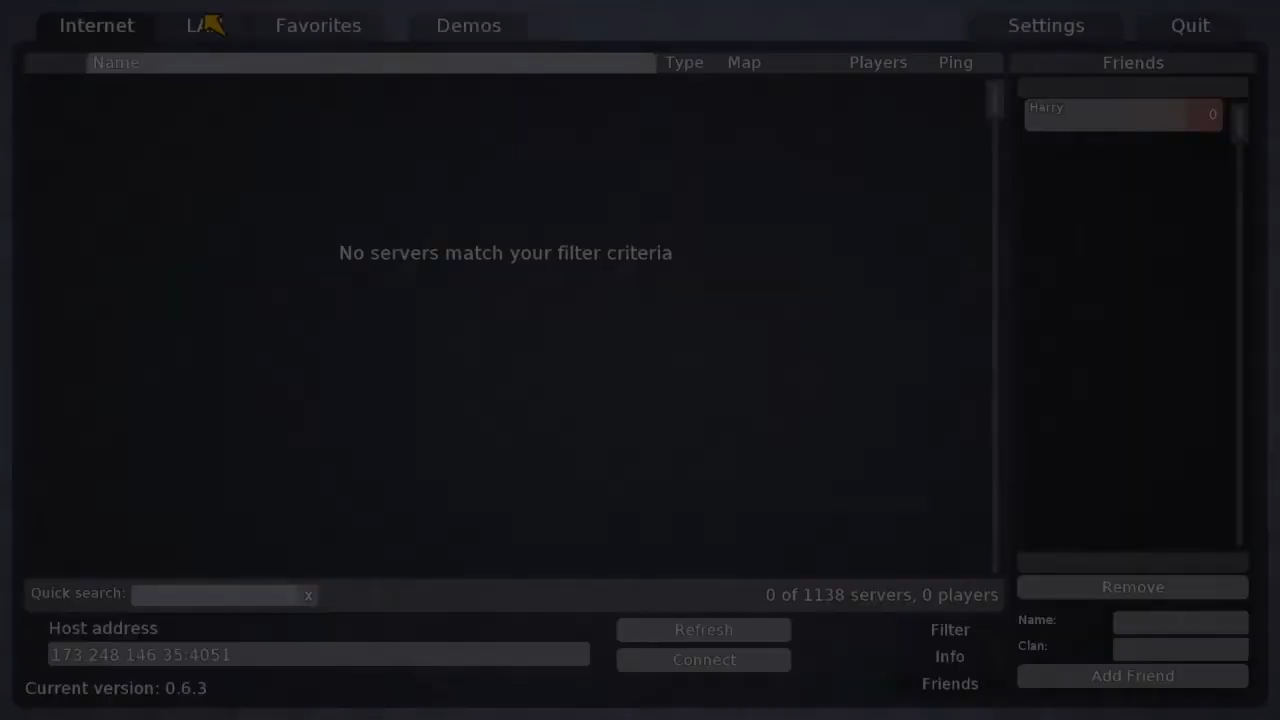 Internet LA Favorites Demos Settings Quit
Name Type Map Players Ping Friends
Harry 0
No servers match your filter criteria
Quick search: x 0 of 1138 servers, 0 players
Remove
Host address Refresh Filter Name:
173.248.146.35:4051 Connect Info Clan:
Current version: 0.6.3 Friends Add Friend